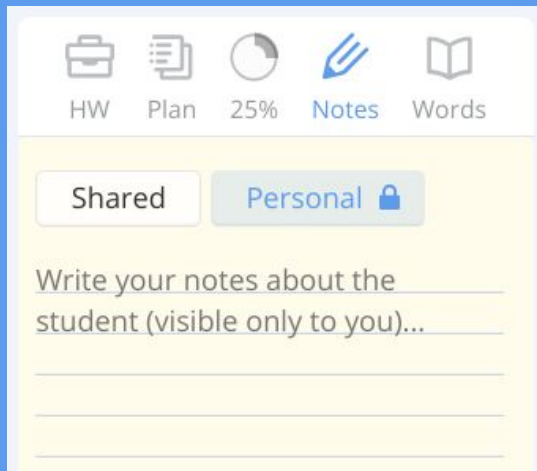 HW Plan 25% Notes Words
Shared Personal
Write your notes about the
student (visible only to you)...